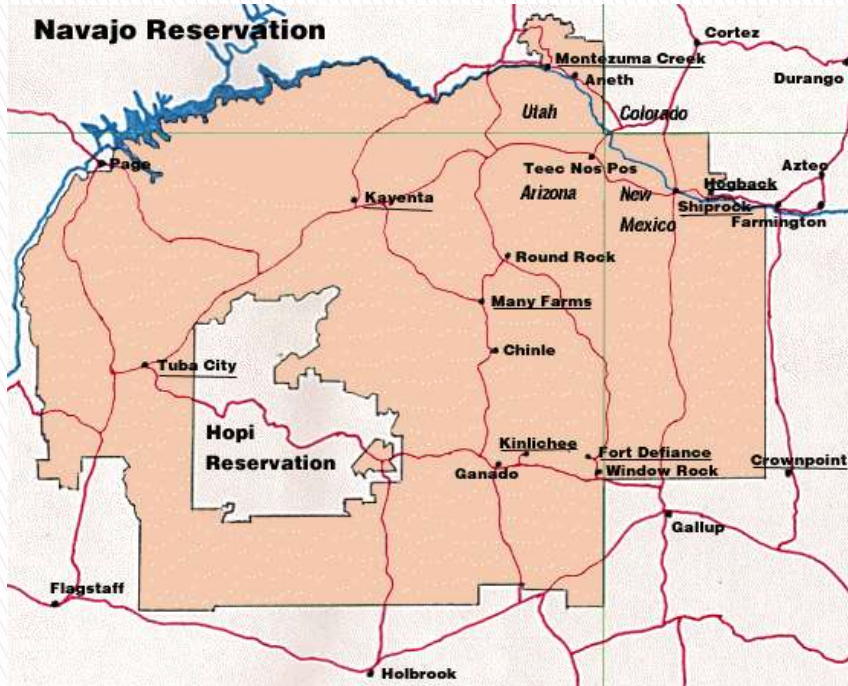 Navajo Reservation
Cortez
Montezuma Creek
Durango
Aneth
Utah
Colorado
Page
Teec Nos Pos
Aztec
Kayenta
Arizona
New
Mexico
Hogback
Shiprock
Farmington
Round Rock
Many Farms
Chinle
Tuba City
Hopi
Reservation
Kinlichee
Fort Defiance
Ganado
Window Rock
Crownpoint
Gallup
Flagstaff
Holbrook